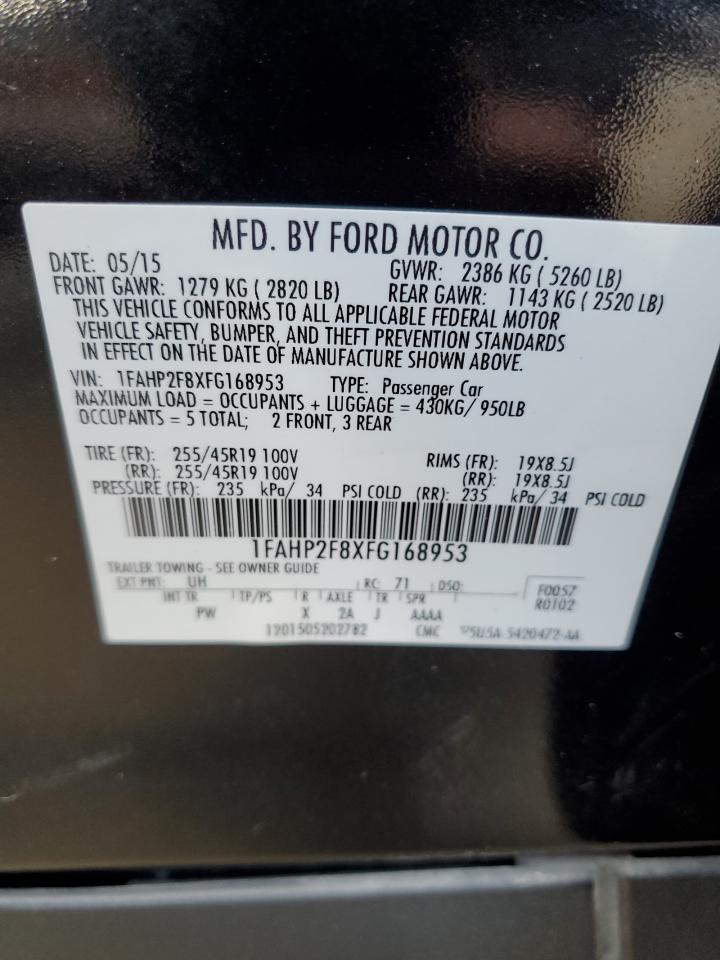 MFD. BY FORD MOTOR CO.
DATE: 05/15 GVWR: 2386 KG ( 5260 LB)
FRONT GAWR: 1279 KG ( 2820 LB) REAR GAWR: 1143 KG ( 2520 LB)
THIS VEHICLE CONFORMS TO ALL APPLICABLE FEDERAL MOTOR
VEHICLE SAFETY, BUMPER, AND THEFT PREVENTION STANDARDS
IN EFFECT ON THE DATE OF MANUFACTURE SHOWN ABOVE.
VIN: 1FAHP2F8XFG168953 TYPE: Passenger Car
MAXIMUM LOAD = OCCUPANTS + LUGGAGE = 430KG/ 950LB
OCCUPANTS = 5 TOTAL; 2 FRONT, 3 REAR
TIRE (FR): 255/45R19 100V RIMS (FR): 19X8.5J
(RR): 255/45R19 100V (RR): 19X8.5J
PRESSURE (FR): 235 kPa/ 34 PSI COLD (RR): 235 kPa/ 34 PSI COLD
1FAHP2F8XFG168953
TRAILER TOWING - SEE OWNER GUIDE
EXT PNT: UH RC: 71 DSO: F0057
INT TR TP/PS R AXLE TR SPR R0102
PW X 2A J AAAA
1201505202782 CMC 5U5A-5420472-AA